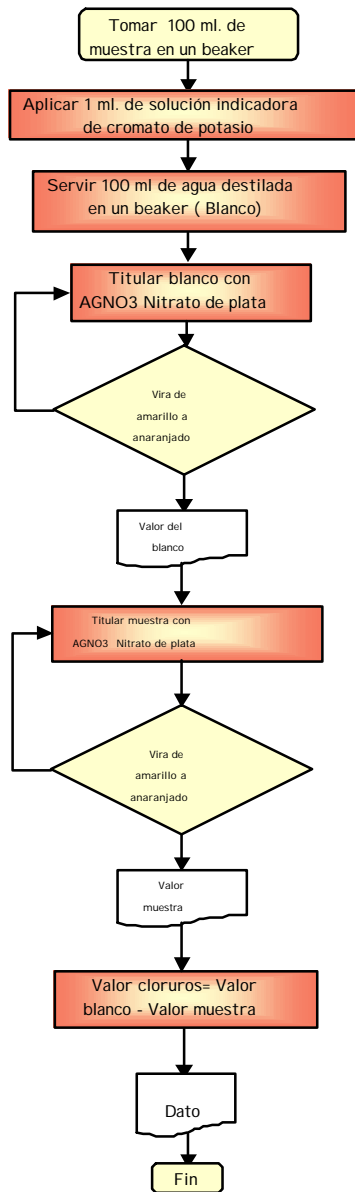 Tomar 100 ml. de
muestra en un beaker
Aplicar 1 ml. de solución indicadora
de cromato de potasio
Servir 100 ml de agua destilada
en un beaker ( Blanco)
Titular blanco con
AGNO3 Nitrato de plata
Vira de
amarillo a
anaranjado
Valor del
blanco
Titular muestra con
AGNO3 Nitrato de plata
Vira de
amarillo a
anaranjado
Valor
muestra
Valor cloruros= Valor
blanco - Valor muestra
Dato
Fin